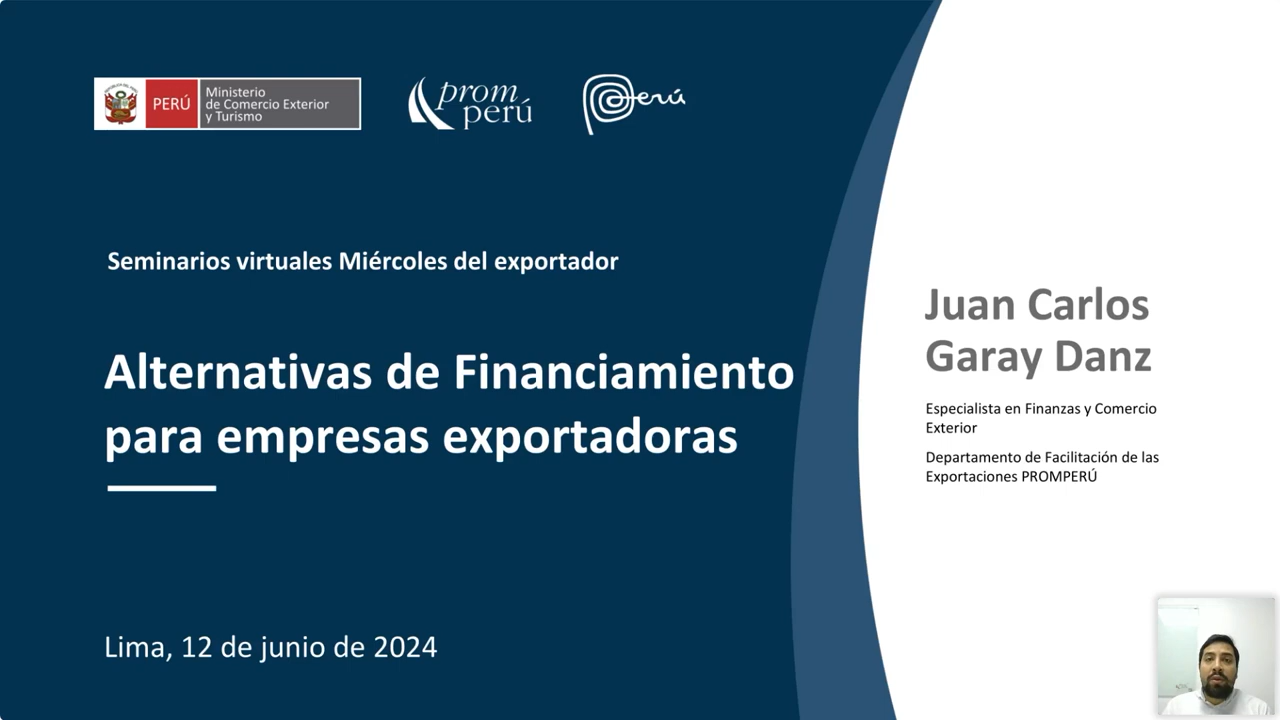 PERÚ
Ministerio
de Comercio Exterior
y Turismo
prom
perú
Perú
Seminarios virtuales Miércoles del exportador
Alternativas de Financiamiento
para empresas exportadoras
Lima, 12 de junio de 2024
Juan Carlos
Garay Danz
Especialista en Finanzas y Comercio
Exterior
Departamento de Facilitación de las
Exportaciones PROMPERÚ